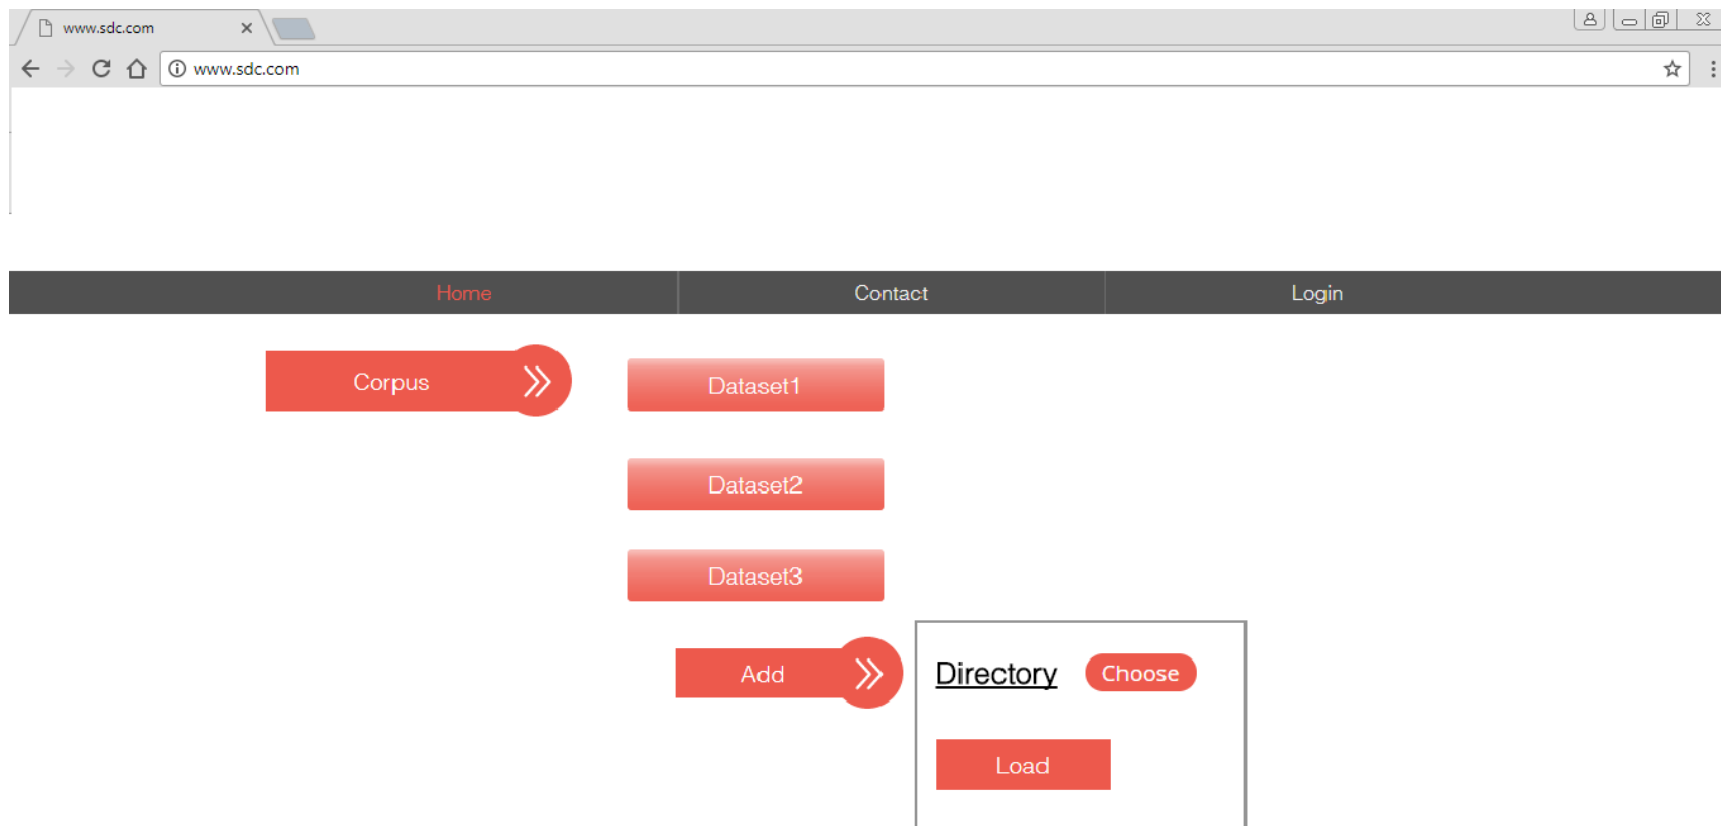 www.sdc.com
www.sdc.com
Home Contact Login
Corpus
Dataset1
Dataset2
Dataset3
Add
Directory Choose
Load